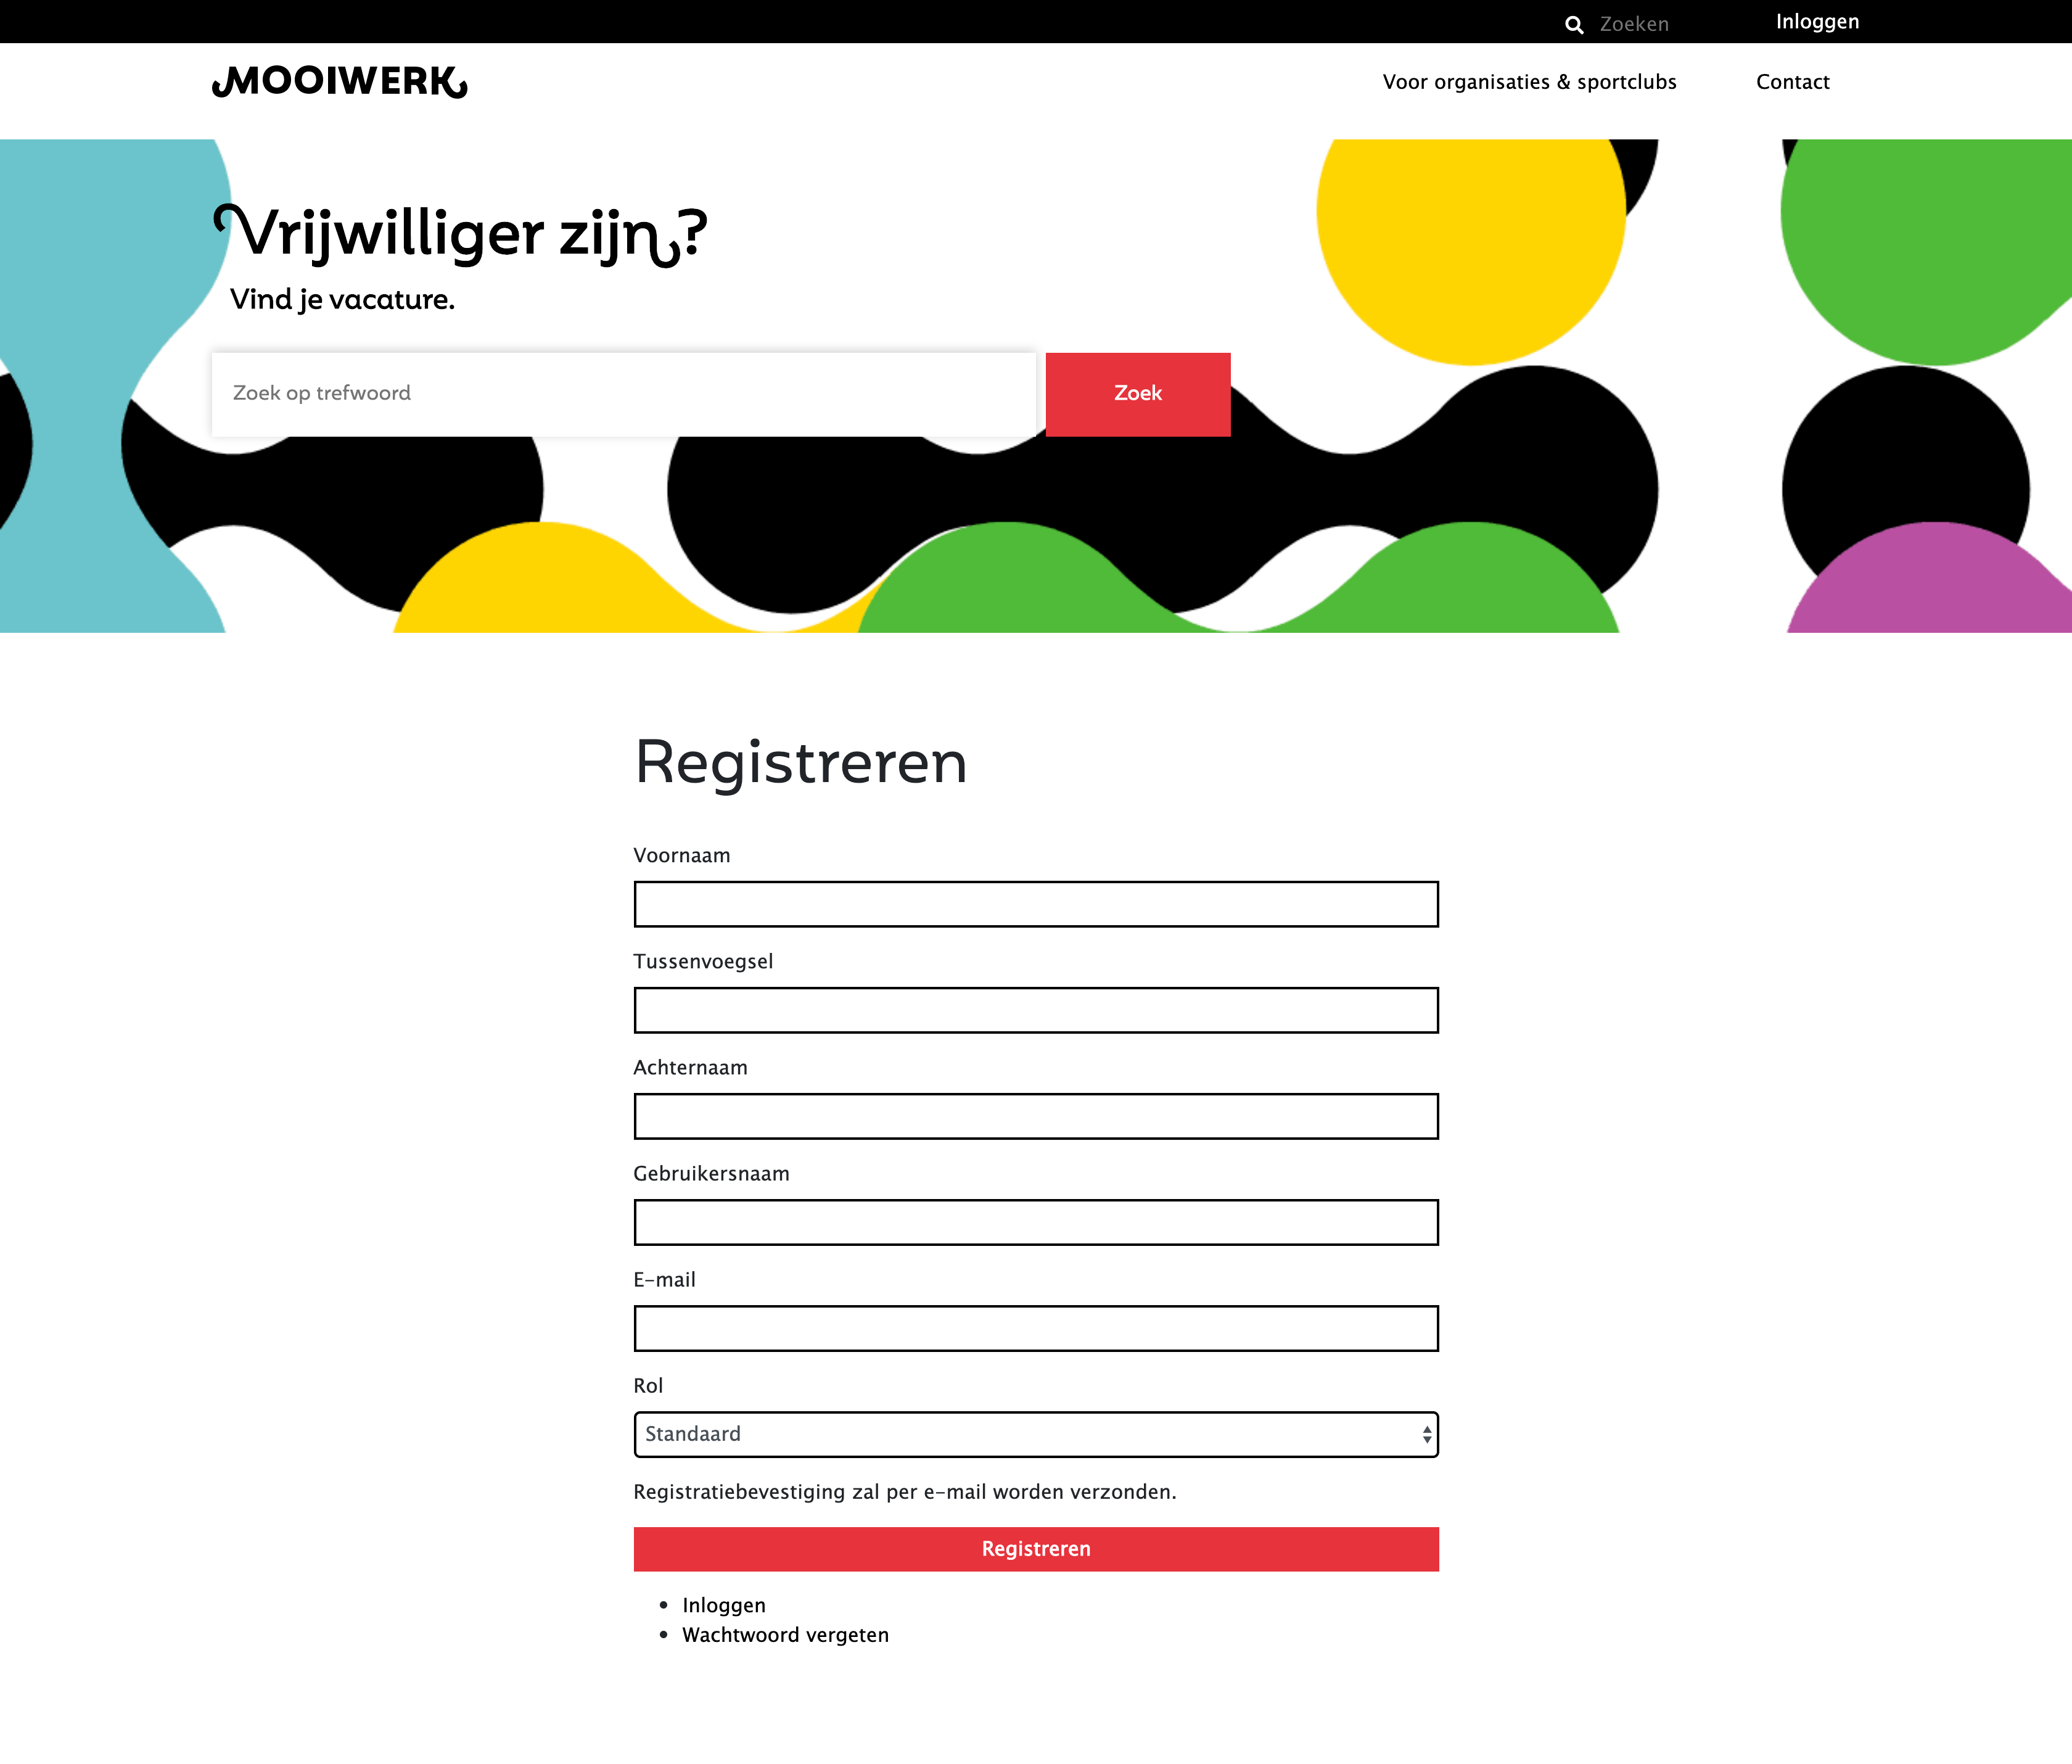 Zoeken Inloggen
MOOIWERK Voor organisaties & sportclubs Contact
Vrijwilliger zijn?
Vind je vacature.
Zoek op trefwoord Zoek
Registreren
Voornaam
Tussenvoegsel
Achternaam
Gebruikersnaam
E-mail
Rol
Standaard
Registratiebevestiging zal per e-mail worden verzonden.
Registreren
• Inloggen
• Wachtwoord vergeten